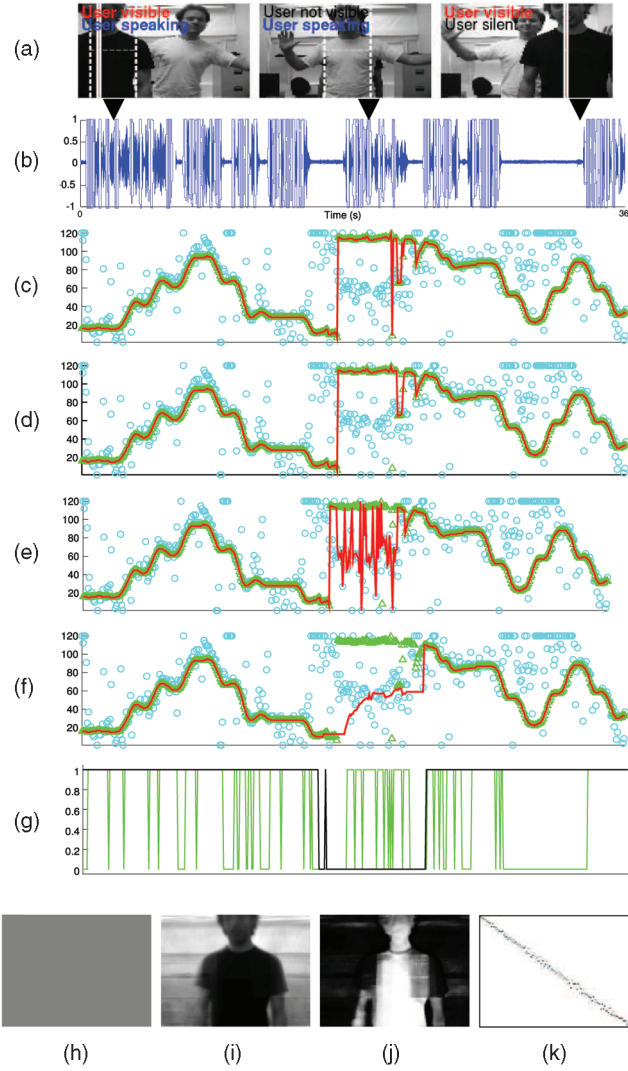 (a)
User visible
User speaking
User not visible
User speaking
User visible
User silent
(b)
1
0.5
0
-0.5
-1
0
Time (s)
36
(c)
120
100
80
60
40
20
(d)
120
100
80
60
40
20
(e)
120
100
80
60
40
20
(f)
120
100
80
60
40
20
(g)
1
0.8
0.6
0.4
0.2
0
(h)
(i)
(j)
(k)